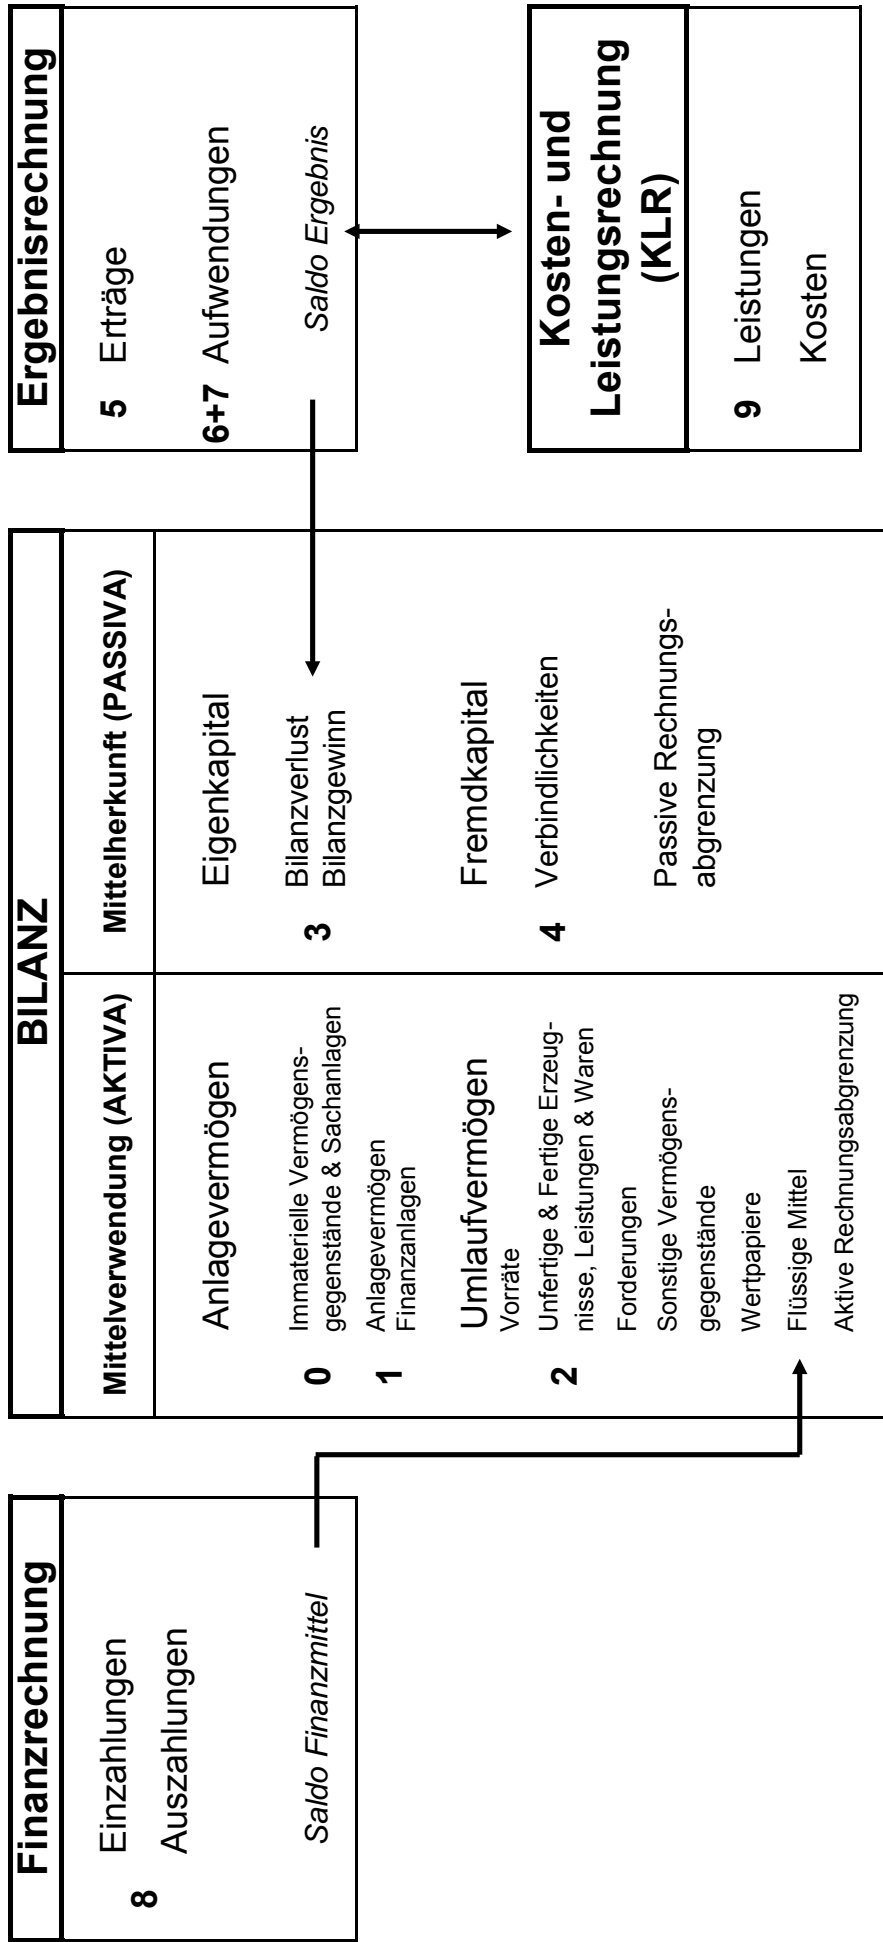 Finanzrechnung
8
Einzahlungen
Auszahlungen
Saldo Finanzmittel
BILANZ
Mittelverwendung (AKTIVA)
Anlagevermögen
0
Immaterielle Vermögens-
gegenstände & Sachanlagen
1
Anlagevermögen
Finanzanlagen
Umlaufvermögen
Vorräte
2
Unfertige & Fertige Erzeug-
nisse, Leistungen & Waren
Forderungen
Sonstige Vermögens-
gegenstände
Wertpapiere
Flüssige Mittel
Aktive Rechnungsabgrenzung
Mittelherkunft (PASSIVA)
Eigenkapital
3
Bilanzverlust
Bilanzgewinn
Fremdkapital
4 Verbindlichkeiten
Passive Rechnungs-
abgrenzung
Ergebnisrechnung
5 Erträge
6+7 Aufwendungen
Saldo Ergebnis
Kosten- und
Leistungsrechnung
(KLR)
9 Leistungen
Kosten